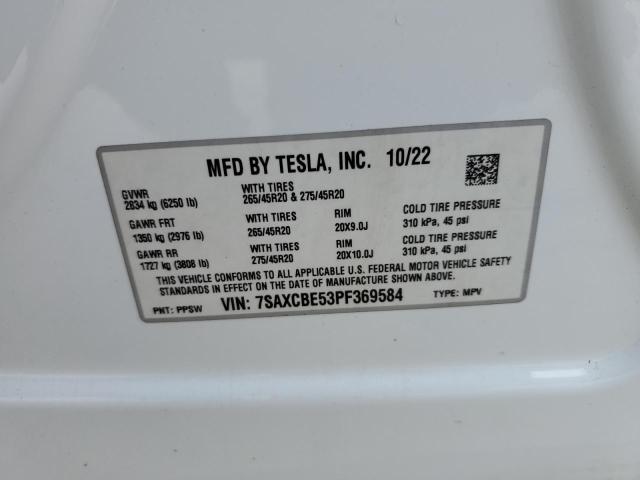 MFD BY TESLA, INC. 10/22
GVWR
2834 kg (6250 lb)
WITH TIRES
265/45R20 & 275/45R20
GAWR FRT
1350 kg (2976 lb)
WITH TIRES
265/45R20
RIM
20X9.0J
COLD TIRE PRESSURE
310 kPa, 45 psi
GAWR RR
1727 kg (3808 lb)
WITH TIRES
275/45R20
RIM
20X10.0J
COLD TIRE PRESSURE
310 kPa, 45 psi
THIS VEHICLE CONFORMS TO ALL APPLICABLE U.S. FEDERAL MOTOR VEHICLE SAFETY
STANDARDS IN EFFECT ON THE DATE OF MANUFACTURE SHOWN ABOVE.
PNT: PPSW VIN: 7SAXCBE53PF369584 TYPE: MPV